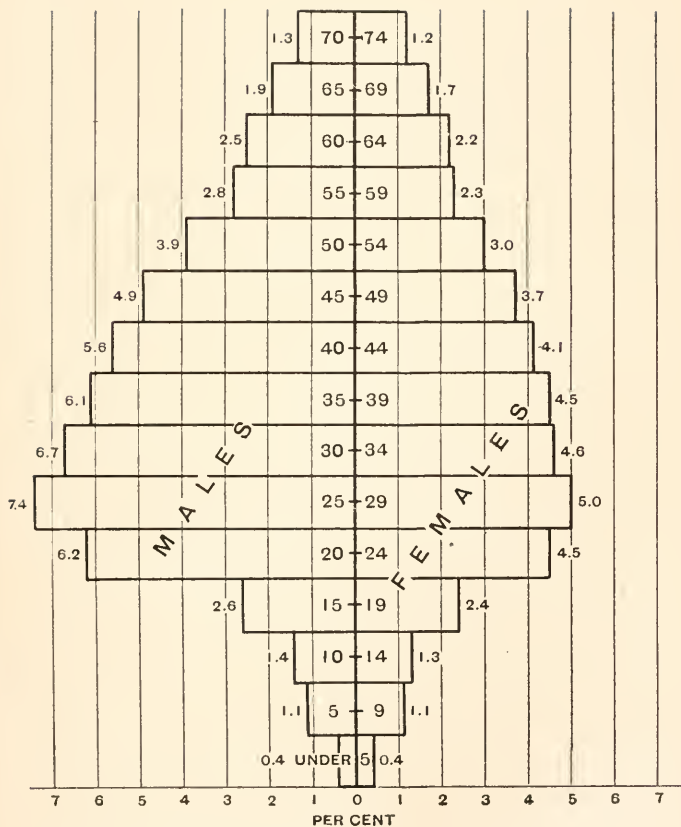 1.3 70 74 1.2
1.9 65 69 1.7
2.5 60 64 2.2
2.8 55 59 2.3
3.9 50 54 3.0
4.9 45 49 3.7
5.6 40 44 4.1
6.1 35 39 4.5
6.7 30 34 4.6
7.4 25 29 5.0
6.2 20 24 4.5
MALES
FEMALES
2.6 15 19 2.4
1.4 10 14 1.3
1.1 5 9 1.1
0.4 UNDER 5 0.4
7 6 5 4 3 2 1 0 1 2 3 4 5 6 7
PER CENT